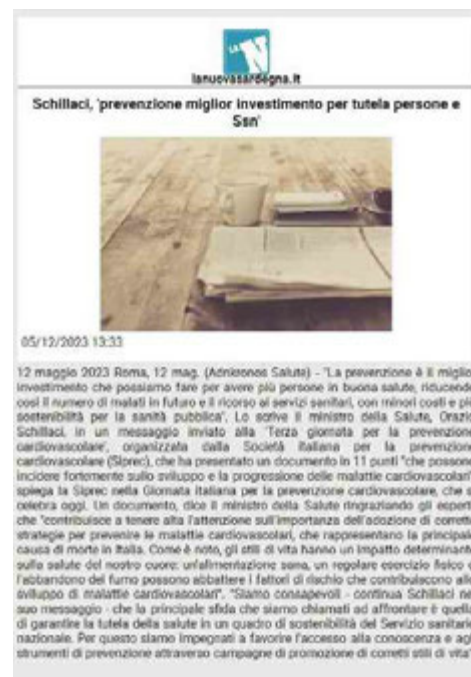 LA N
lanuovasardegna.it
Schillaci, 'prevenzione miglior investimento per tutela persone e
Ssn'
05/12/2023 13:33
12 maggio 2023 Roma, 12 mag. (Adnkronos Salute) - "La prevenzione è il miglio
investimento che possiamo fare per avere più persone in buona salute, riducendo
così il numero di malati in futuro e il ricorso ai servizi sanitari, con minori costi e più
sostenibilità per la sanità pubblica". Lo scrive il ministro della Salute, Orazio
Schillaci, in un messaggio inviato alla 'Terza giornata per la prevenzione
cardiovascolare', organizzata dalla Società italiana per la prevenzione
cardiovascolare (Siprec), che ha presentato un documento in 11 punti "che possono
incidere fortemente sullo sviluppo e la progressione delle malattie cardiovascolari"
spiega la Siprec nella Giornata italiana per la prevenzione cardiovascolare, che s
celebra oggi. Un documento, dice il ministro della Salute ringraziando gli espert
che "contribuisce a tenere alta l'attenzione sull'importanza dell'adozione di corrette
strategie per prevenire le malattie cardiovascolari, che rappresentano la principale
causa di morte in Italia. Come è noto, gli stili di vita hanno un impatto determinant
sulla salute del nostro cuore: un'alimentazione sana, un regolare esercizio fisico e
l'abbandono del fumo possono abbattere i fattori di rischio che contribuiscono allo
sviluppo di malattie cardiovascolari". "Siamo consapevoli - continua Schillaci nel
suo messaggio - che la principale sfida che siamo chiamati ad affrontare è quella
di garantire la tutela della salute in un quadro di sostenibilità del Servizio sanitario
nazionale. Per questo siamo impegnati a favorire l'accesso alla conoscenza e agl
strumenti di prevenzione attraverso campagne di promozione di corretti stili di vita"